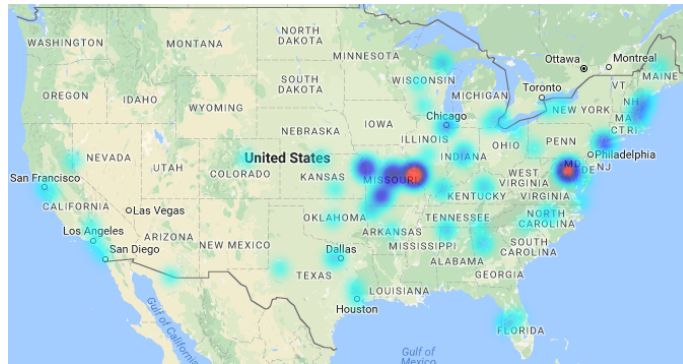 NORTH
DAKOTA
WASHINGTON
MONTANA
MINNESOTA
Ottawa
Montreal
MAINE
SOUTH
DAKOTA
WISCONSIN
MICHIGAN
Toronto
VT
NH
OREGON
IDAHO
WYOMING
NEW YORK
MA
CT RI
Chicago
IOWA
NEBRASKA
ILLINOIS
INDIANA
OHIO
PENN
Philadelphia
NEVADA
UTAH
United States
COLORADO
KANSAS
MISSOURI
WEST
VIRGINIA
MD
DE
NJ
San Francisco
KENTUCKY
VIRGINIA
CALIFORNIA
Las Vegas
OKLAHOMA
TENNESSEE
NORTH
CAROLINA
Los Angeles
ARIZONA
NEW MEXICO
ARKANSAS
MISSISSIPPI
SOUTH
CAROLINA
San Diego
Dallas
ALABAMA
TEXAS
GEORGIA
LOUISIANA
Houston
Gulf of California
FLORIDA
Gulf of
Mexico